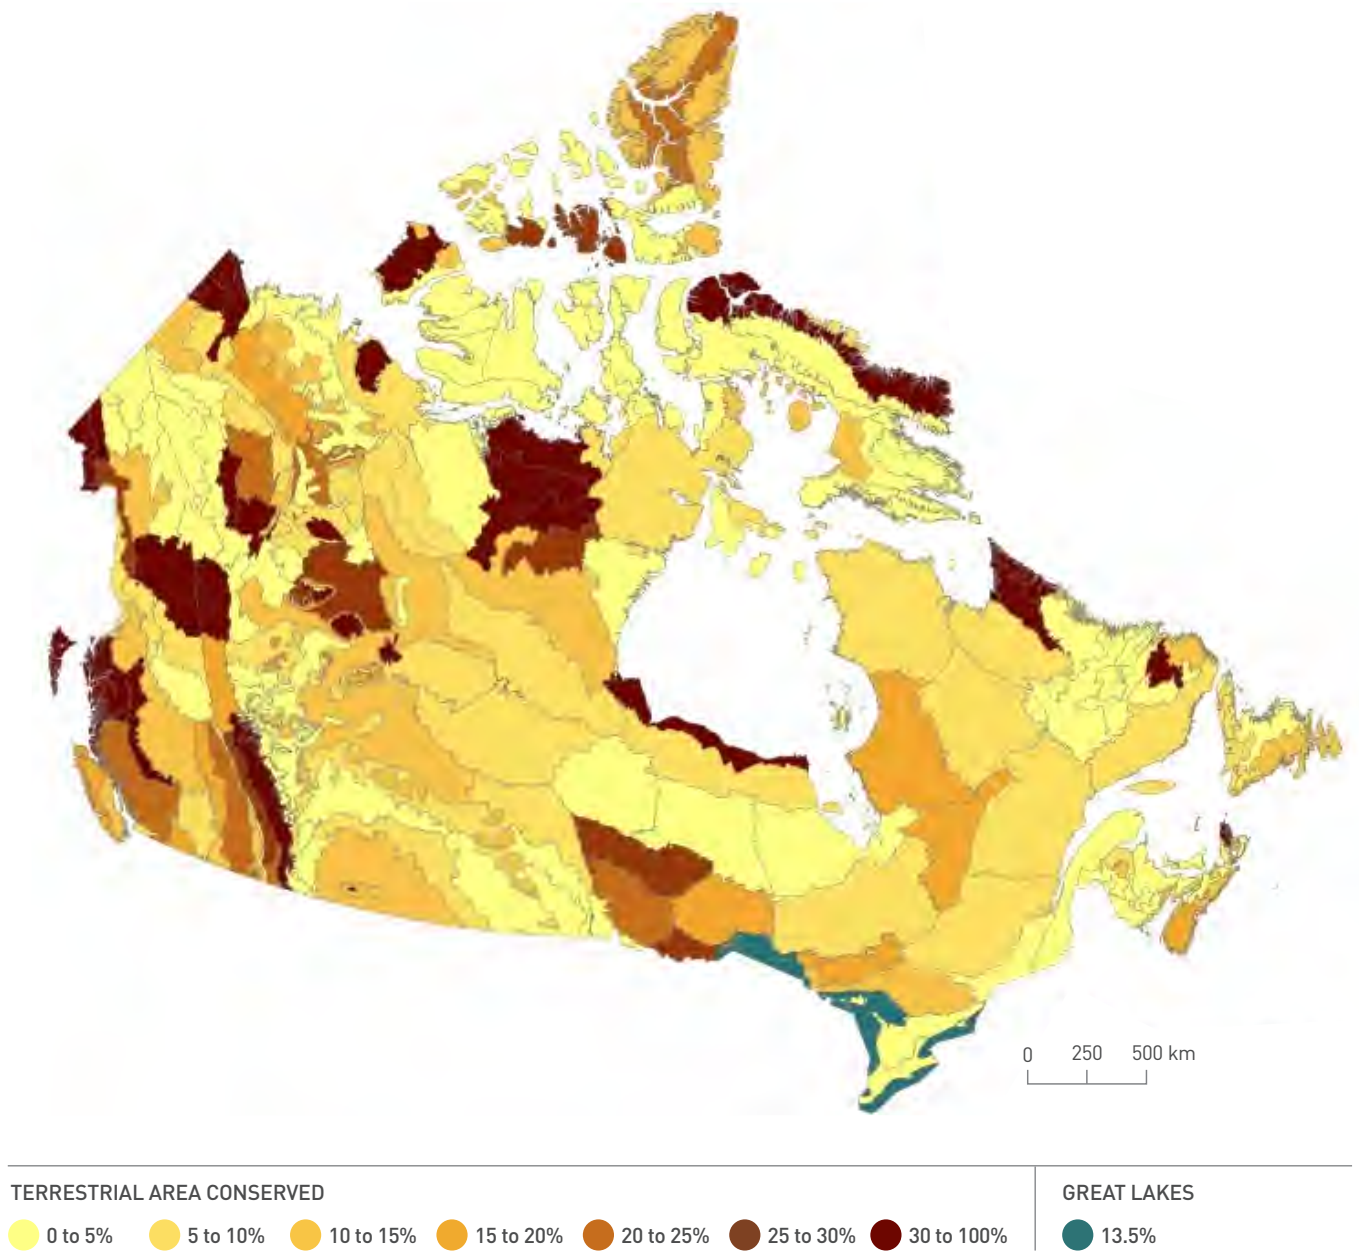 0 250 500 km
TERRESTRIAL AREA CONSERVED
0 to 5% 5 to 10% 10 to 15% 15 to 20% 20 to 25% 25 to 30% 30 to 100%
GREAT LAKES
13.5%